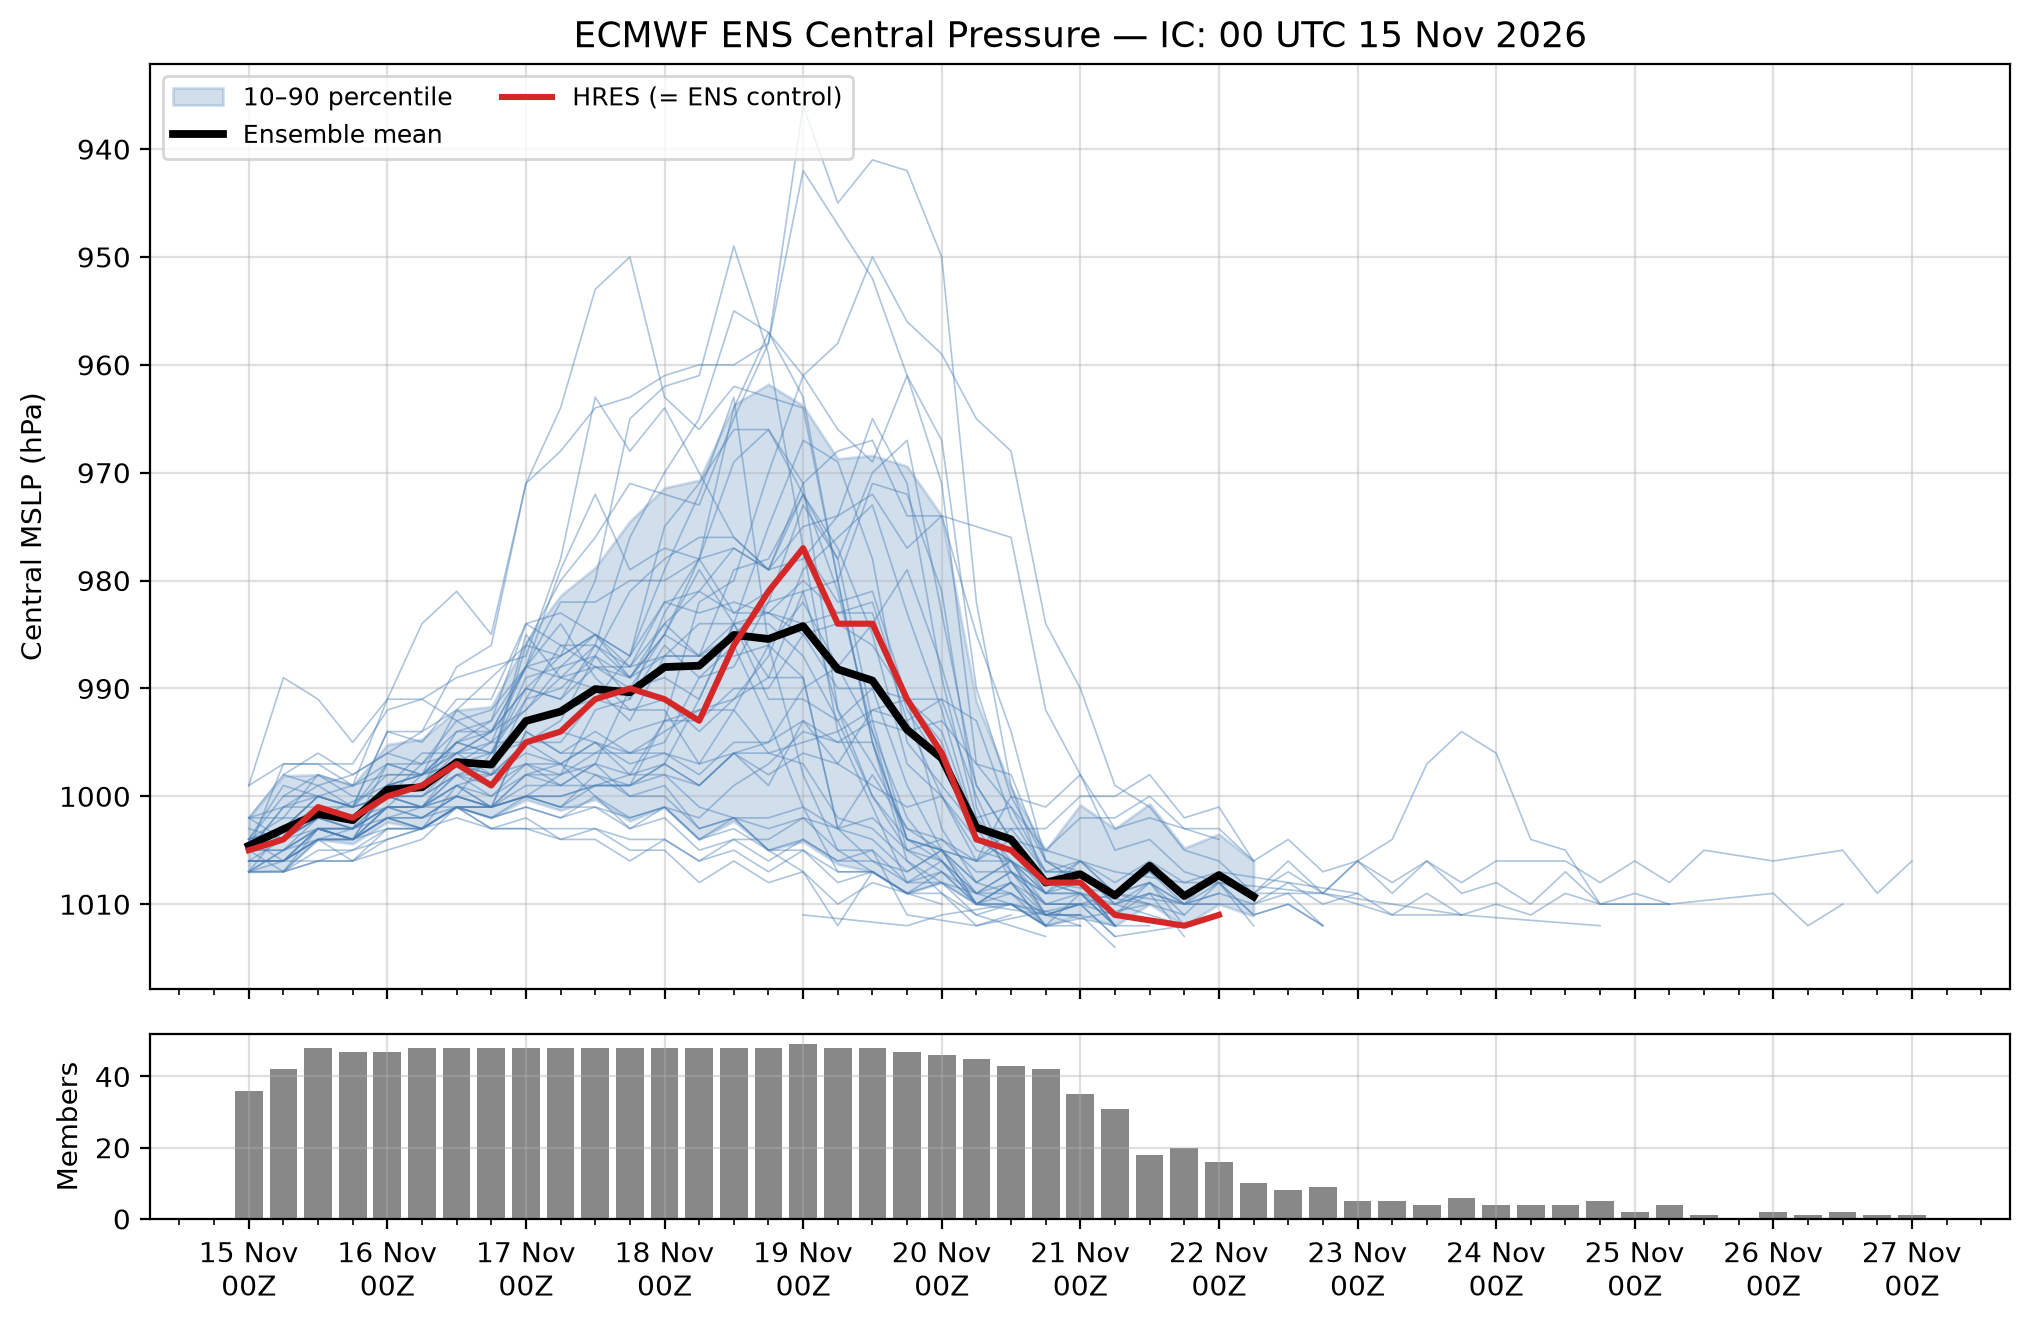 ECMWF ENS Central Pressure — IC: 00 UTC 15 Nov 2026
10–90 percentile
Ensemble mean
HRES (= ENS control)
Central MSLP (hPa)
940
950
960
970
980
990
1000
1010
Members
40
20
0
15 Nov 16 Nov 17 Nov 18 Nov 19 Nov 20 Nov 21 Nov 22 Nov 23 Nov 24 Nov 25 Nov 26 Nov 27 Nov
00Z 00Z 00Z 00Z 00Z 00Z 00Z 00Z 00Z 00Z 00Z 00Z 00Z